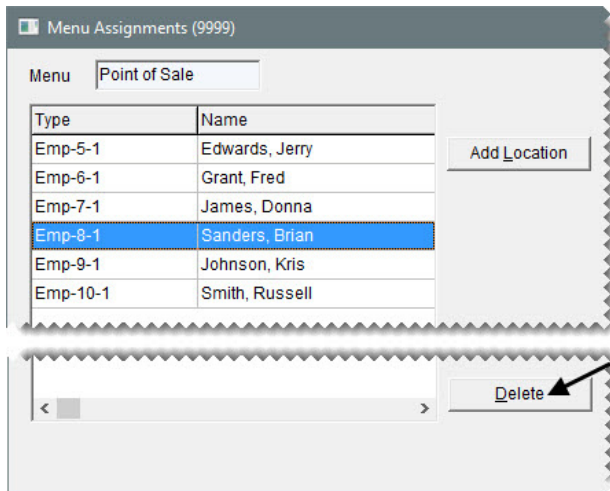 Menu Assignments (9999)
Menu Point of Sale
Type Name
Emp-5-1 Edwards, Jerry
Add Location
Emp-6-1 Grant, Fred
Emp-7-1 James, Donna
Emp-8-1 Sanders, Brian
Emp-9-1 Johnson, Kris
Emp-10-1 Smith, Russell
Delete